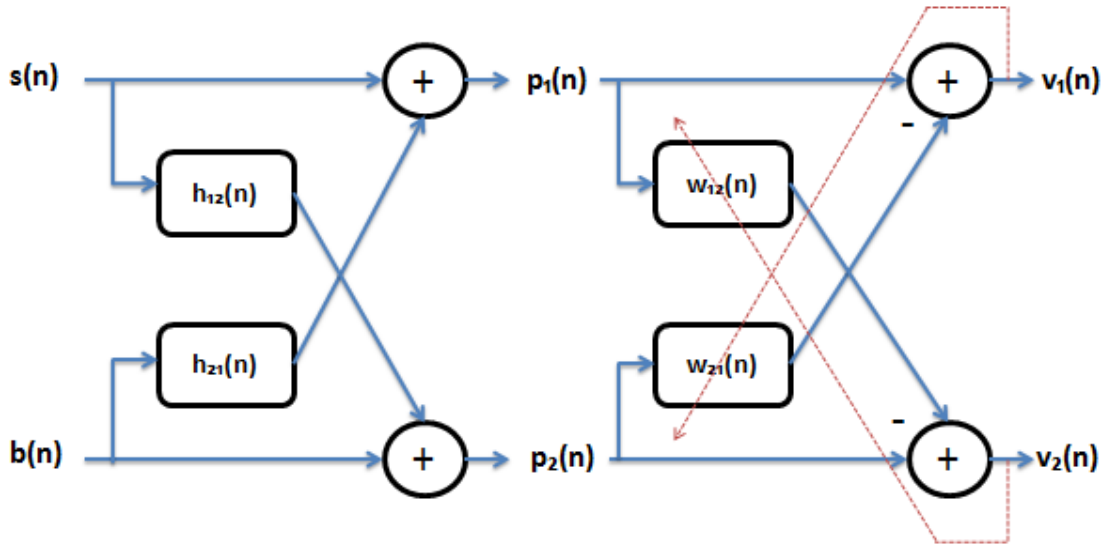 s(n)
+
p₁(n)
+
v₁(n)
-
h₁₂(n)
w₁₂(n)
h₂₁(n)
w₂₁(n)
-
b(n)
+
p₂(n)
+
v₂(n)